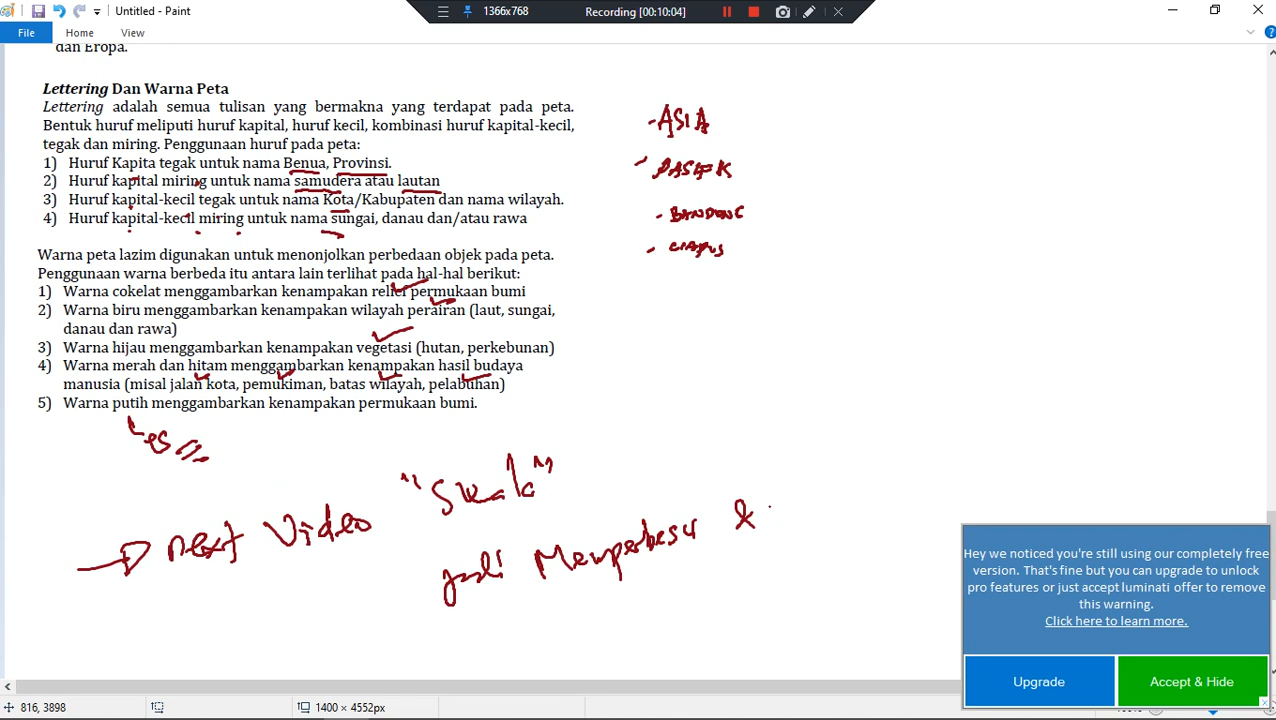 Untitled - Paint
1366x768
Recording [00:10:04]
File
Home
View
dan Eropa.
Lettering Dan Warna Peta
Lettering adalah semua tulisan yang bermakna yang terdapat pada peta.
Bentuk huruf meliputi huruf kapital, huruf kecil, kombinasi huruf kapital-kecil,
tegak dan miring. Penggunaan huruf pada peta:
1) Huruf Kapita tegak untuk nama Benua, Provinsi.
2) Huruf kapital miring untuk nama samudera atau lautan
3) Huruf kapital-kecil tegak untuk nama Kota/Kabupaten dan nama wilayah.
4) Huruf kapital-kecil miring untuk nama sungai, danau dan/atau rawa
- ASIA
- BANDONG
Warna peta lazim digunakan untuk menonjolkan perbedaan objek pada peta.
Penggunaan warna berbeda itu antara lain terlihat pada hal-hal berikut:
1) Warna cokelat menggambarkan kenampakan relief permukaan bumi
2) Warna biru menggambarkan kenampakan wilayah perairan (laut, sungai,
danau dan rawa)
3) Warna hijau menggambarkan kenampakan vegetasi (hutan, perkebunan)
4) Warna merah dan hitam menggambarkan kenampakan hasil budaya
manusia (misal jalan kota, pemukiman, batas wilayah, pelabuhan)
5) Warna putih menggambarkan kenampakan permukaan bumi.
es
"Skala"
next Video
jadi Memperbesar &
Hey we noticed you're still using our completely free
version. That's fine but you can upgrade to unlock
pro features or just accept luminati offer to remove
this warning.
Click here to learn more.
Upgrade
Accept & Hide
816, 3898
1400 × 4552px